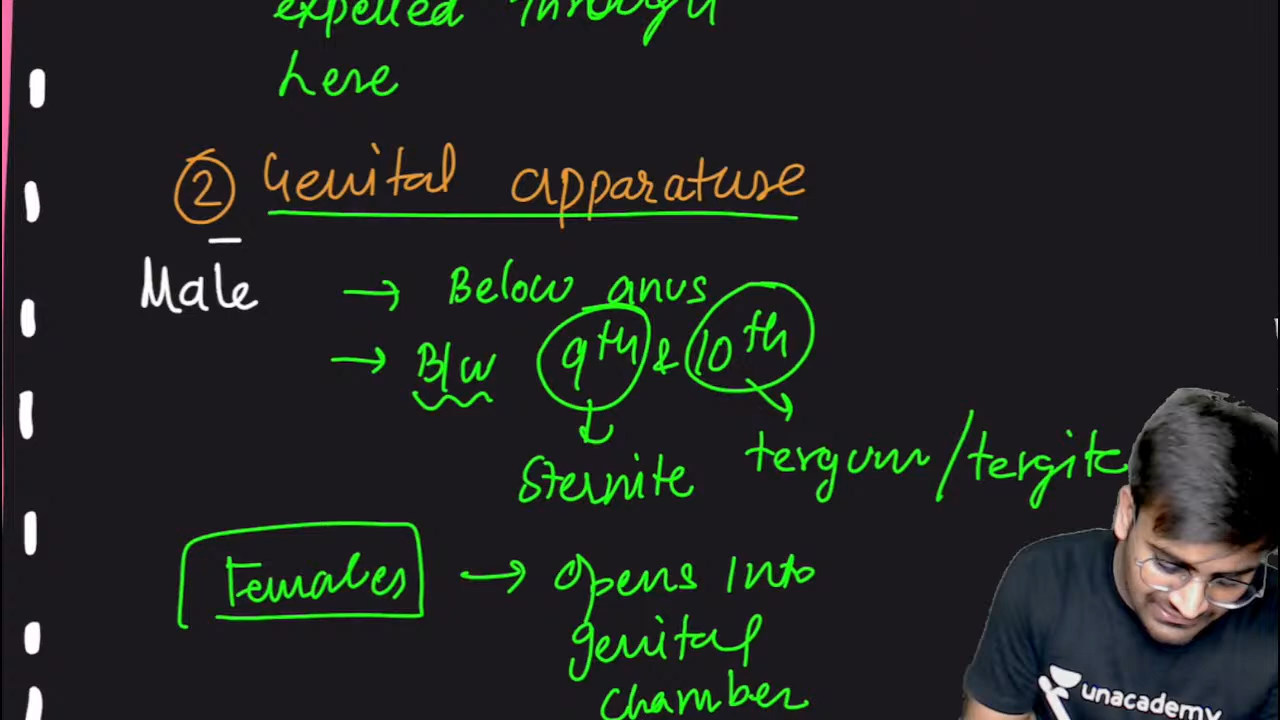 expelled through
here
② Genital apparatuse
Male → Below anus
→ B/w 9th & 10th
Sternite tergum/tergite
Females → opens into
genital
chamber
unacademy